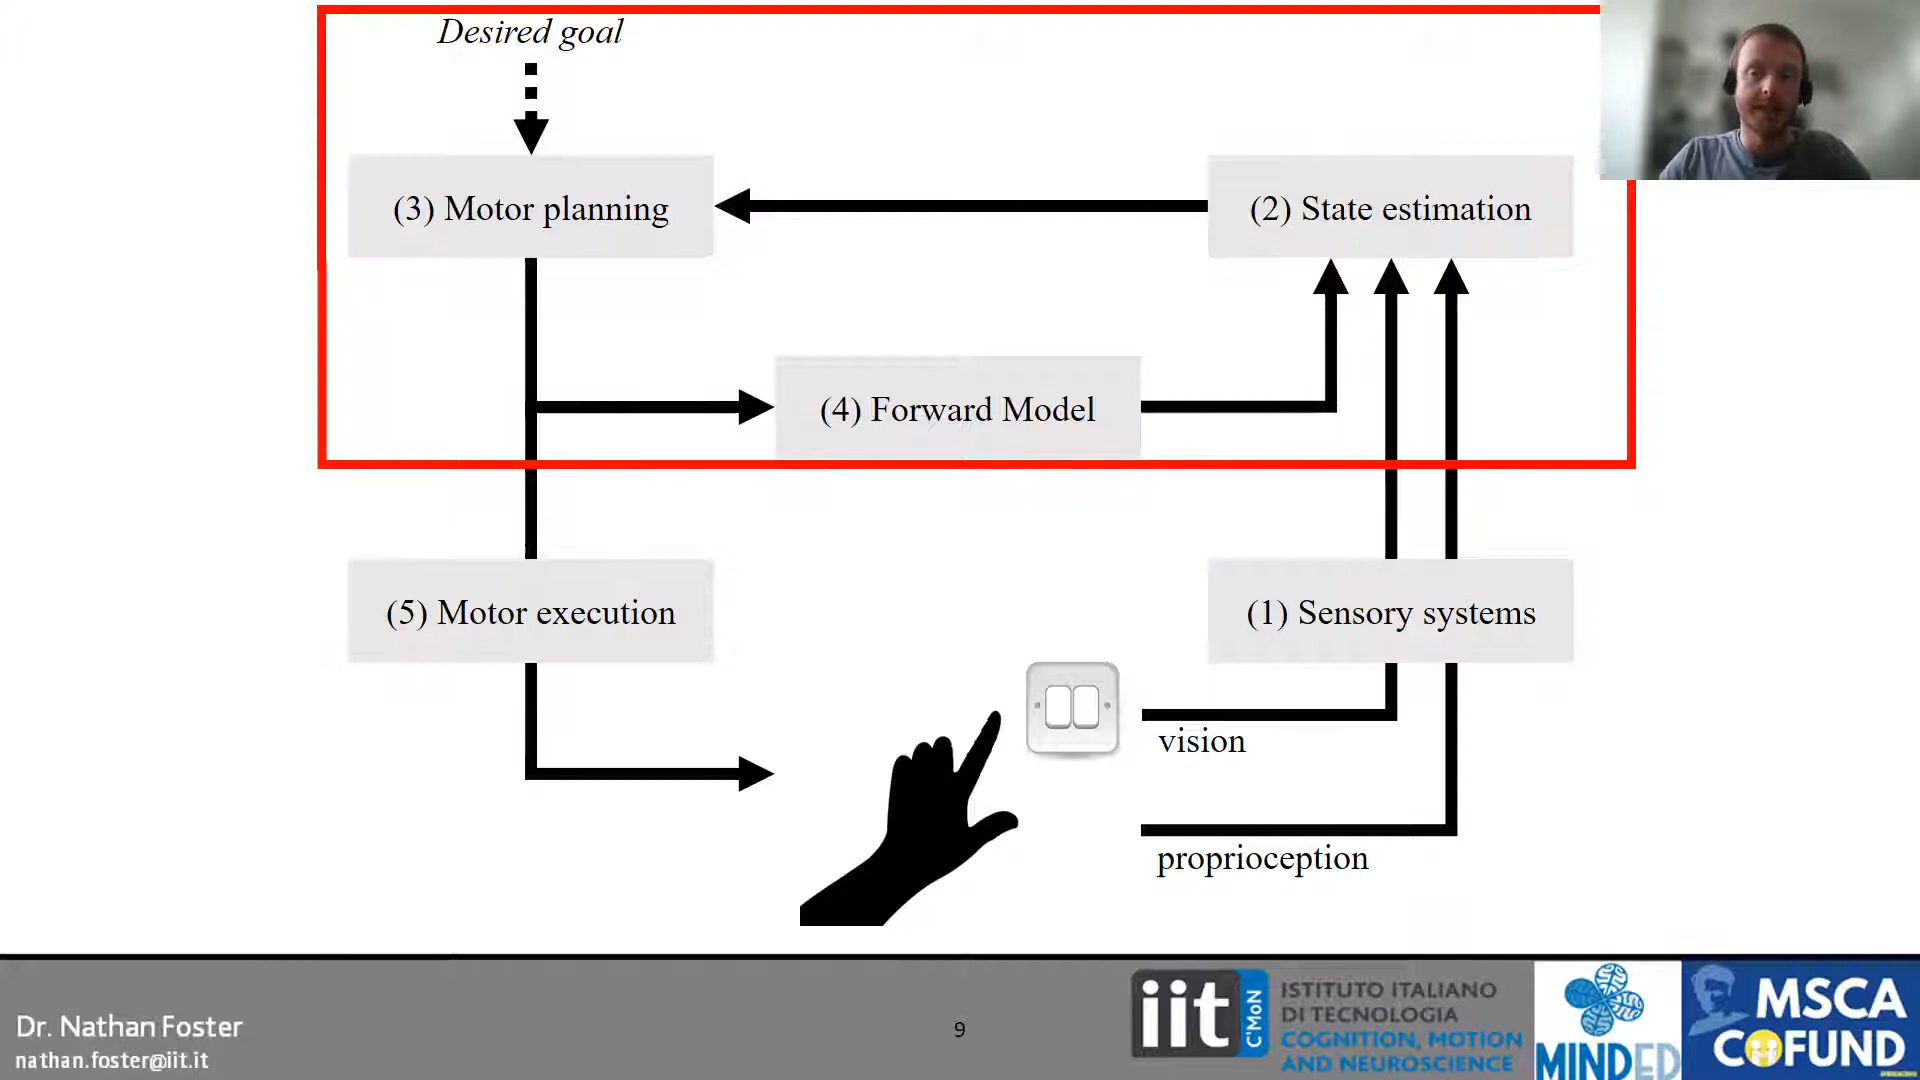 Desired goal
(3) Motor planning
(2) State estimation
(4) Forward Model
(5) Motor execution
(1) Sensory systems
vision
proprioception
Dr. Nathan Foster
nathan.foster@iit.it
9
iit
C'MoN
ISTITUTO ITALIANO
DI TECNOLOGIA
COGNITION, MOTION
AND NEUROSCIENCE
MINDED
MSCA
COFUND